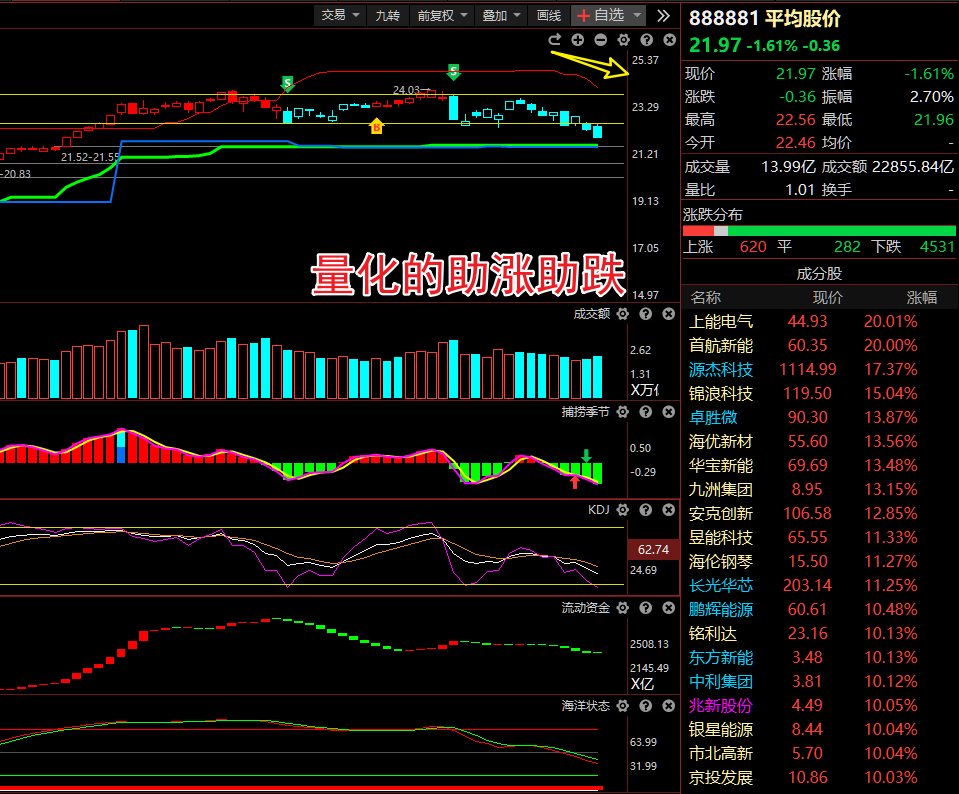 交易 九转 前复权 叠加 画线 +自选
888881 平均股价
21.97 -1.61% -0.36
现价 21.97 涨幅 -1.61%
涨跌 -0.36 振幅 2.70%
最高 22.56 最低 21.96
今开 22.46 均价 -
成交量 13.99亿 成交额 22855.84亿
量比 1.01 换手 -
涨跌分布
上涨 620 平 282 下跌 4531
成分股
名称 现价 涨幅
上能电气 44.93 20.01%
首航新能 60.35 20.00%
源杰科技 1114.99 17.37%
锦浪科技 119.50 15.04%
卓胜微 90.30 13.87%
海优新材 55.60 13.56%
华宝新能 69.69 13.48%
九洲集团 8.95 13.15%
安克创新 106.58 12.85%
昱能科技 65.55 11.33%
海伦钢琴 15.50 11.27%
长光华芯 203.14 11.25%
鹏辉能源 60.61 10.48%
铭利达 23.16 10.13%
东方新能 3.48 10.13%
中利集团 3.81 10.12%
兆新股份 4.49 10.05%
银星能源 8.44 10.04%
市北高新 5.70 10.04%
京投发展 10.86 10.03%
25.37
23.29
21.21
19.13
17.05
14.97
S
S
24.03
B
21.52-21.55
-20.83
量化的助涨助跌
成交额
2.62
1.31
X万亿
捕捞季节
0.50
-0.29
KDJ
62.74
24.69
流动资金
2508.13
2145.49
X亿
海洋状态
63.99
31.99